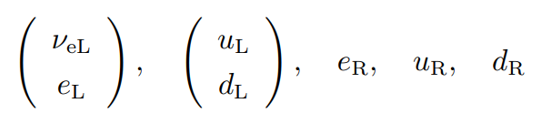 ( ν_eL ) , ( u_L ) , e_R, u_R, d_R
( e_L ) ( d_L )